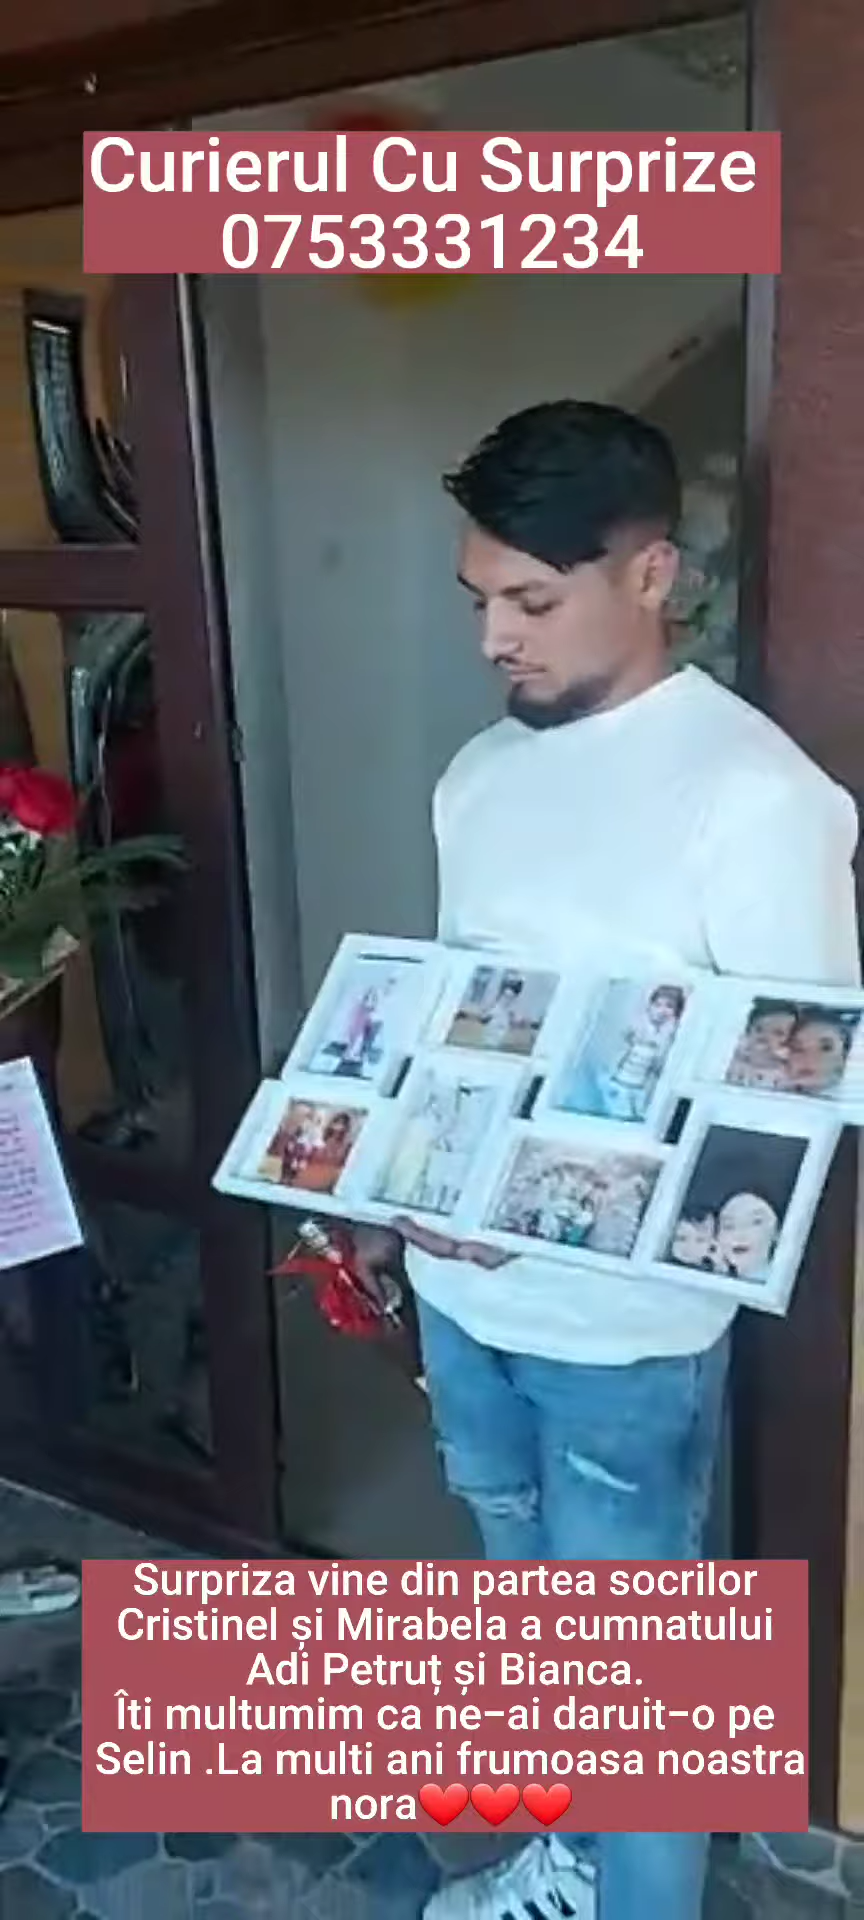 Curierul Cu Surprize
0753331234
Surpriza vine din partea socrilor
Cristinel și Mirabela a cumnatului
Adi Petruț și Bianca.
Îti multumim ca ne-ai daruit-o pe
Selin .La multi ani frumoasa noastra
nora❤️❤️❤️